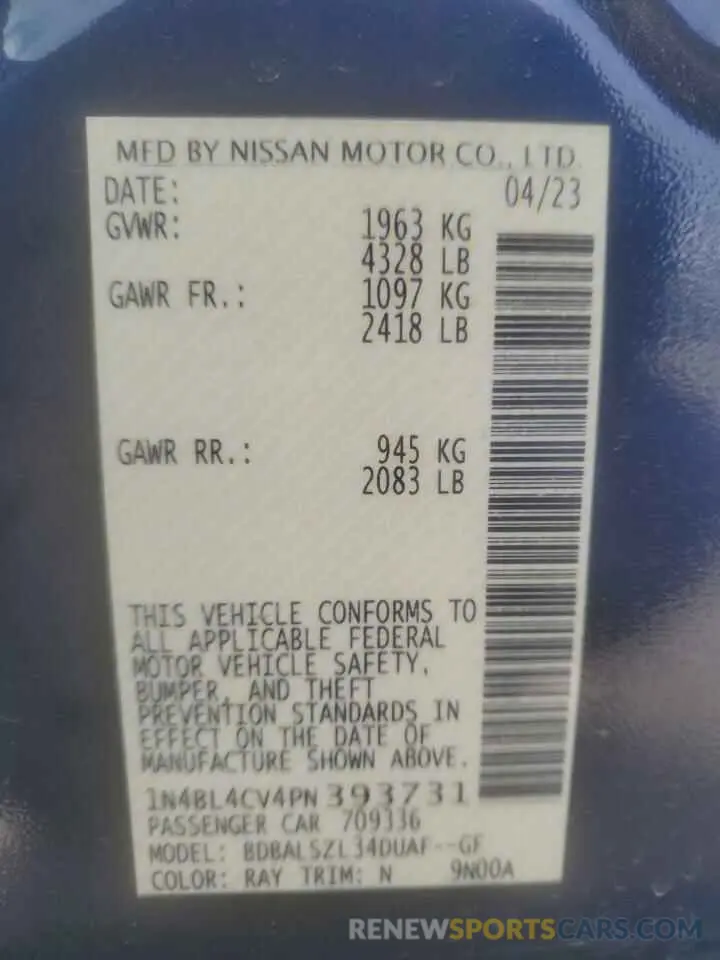 MFD BY NISSAN MOTOR CO., LTD.
DATE: 04/23
GVWR: 1963 KG
4328 LB
GAWR FR.: 1097 KG
2418 LB
GAWR RR.: 945 KG
2083 LB
THIS VEHICLE CONFORMS TO
ALL APPLICABLE FEDERAL
MOTOR VEHICLE SAFETY,
BUMPER, AND THEFT
PREVENTION STANDARDS IN
EFFECT ON THE DATE OF
MANUFACTURE SHOWN ABOVE.
1N4BL4CV4PN393731
PASSENGER CAR 709336
MODEL: BDBALSZL34DUAF--GF
COLOR: RAY TRIM: N 9N00A
RENEWSPORTSCARS.COM